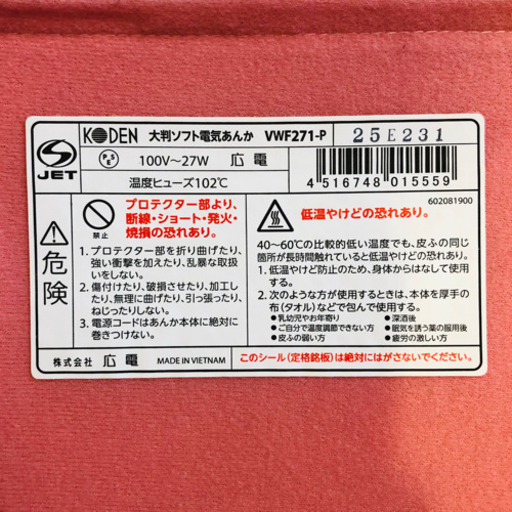 KODEN 大判ソフト電気あんか VWF271-P 25E231
JET
PSE 100V～27W 広電
温度ヒューズ102℃
4 516748 015559
602081900
危険
禁止
プロテクター部より、
断線・ショート・発火・
焼損の恐れあり。
1. プロテクター部を折り曲げたり、
強い衝撃を加えたり、乱暴な取扱
いをしない。
2. 傷付けたり、破損させたり、加工し
たり、無理に曲げたり、引っ張ったり、
ねじったりしない。
3. 電源コードはあんか本体に絶対に
巻きつけない。
低温やけどの恐れあり。
40～60℃の比較的低い温度でも、皮ふの同じ
箇所が長時間触れていると低温やけどの恐れあり。
1. 低温やけど防止のため、身体からはなして使用
する。
2. 次のような方が使用するときは、本体を厚手の
布(タオル)などで包んで使用する。
●乳幼児やお年寄り ●深酒後
●ご自分で温度調節できない方 ●眠気を誘う薬の服用後
●皮ふの弱い方 ●疲労の激しい方
株式会社 広電 MADE IN VIETNAM
このシール(定格銘板)は絶対にはがさないでください。